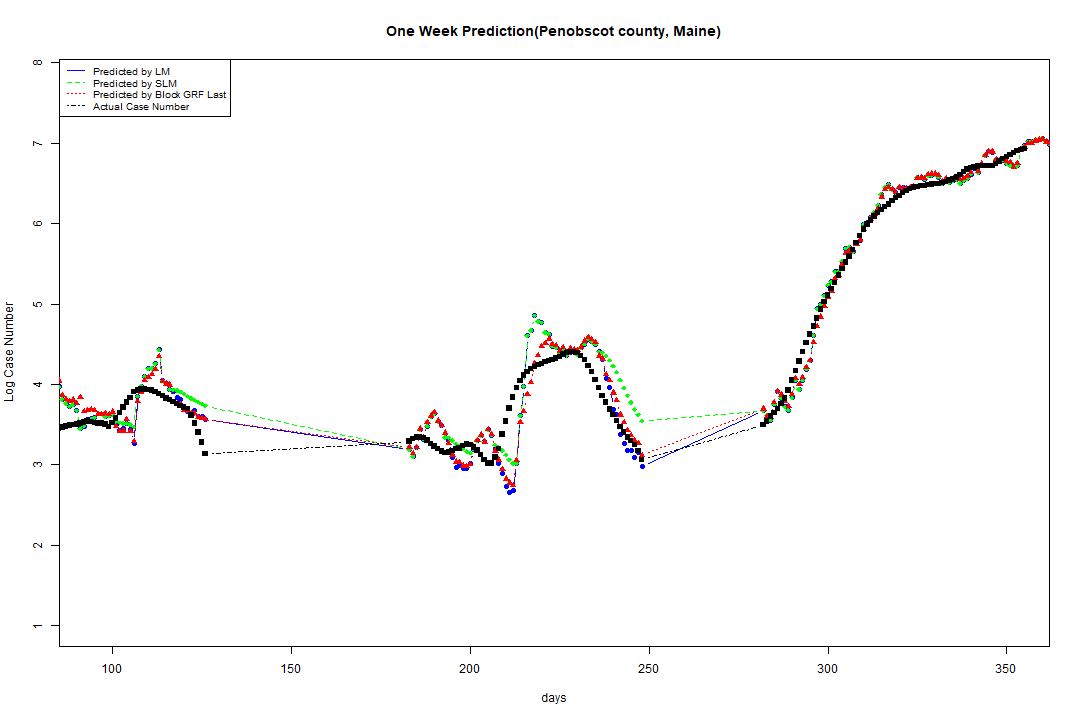 One Week Prediction(Penobscot county, Maine)
Predicted by LM
Predicted by SLM
Predicted by Block GRF Last
Actual Case Number
8
7
6
5
4
3
2
1
Log Case Number
100 150 200 250 300 350
days